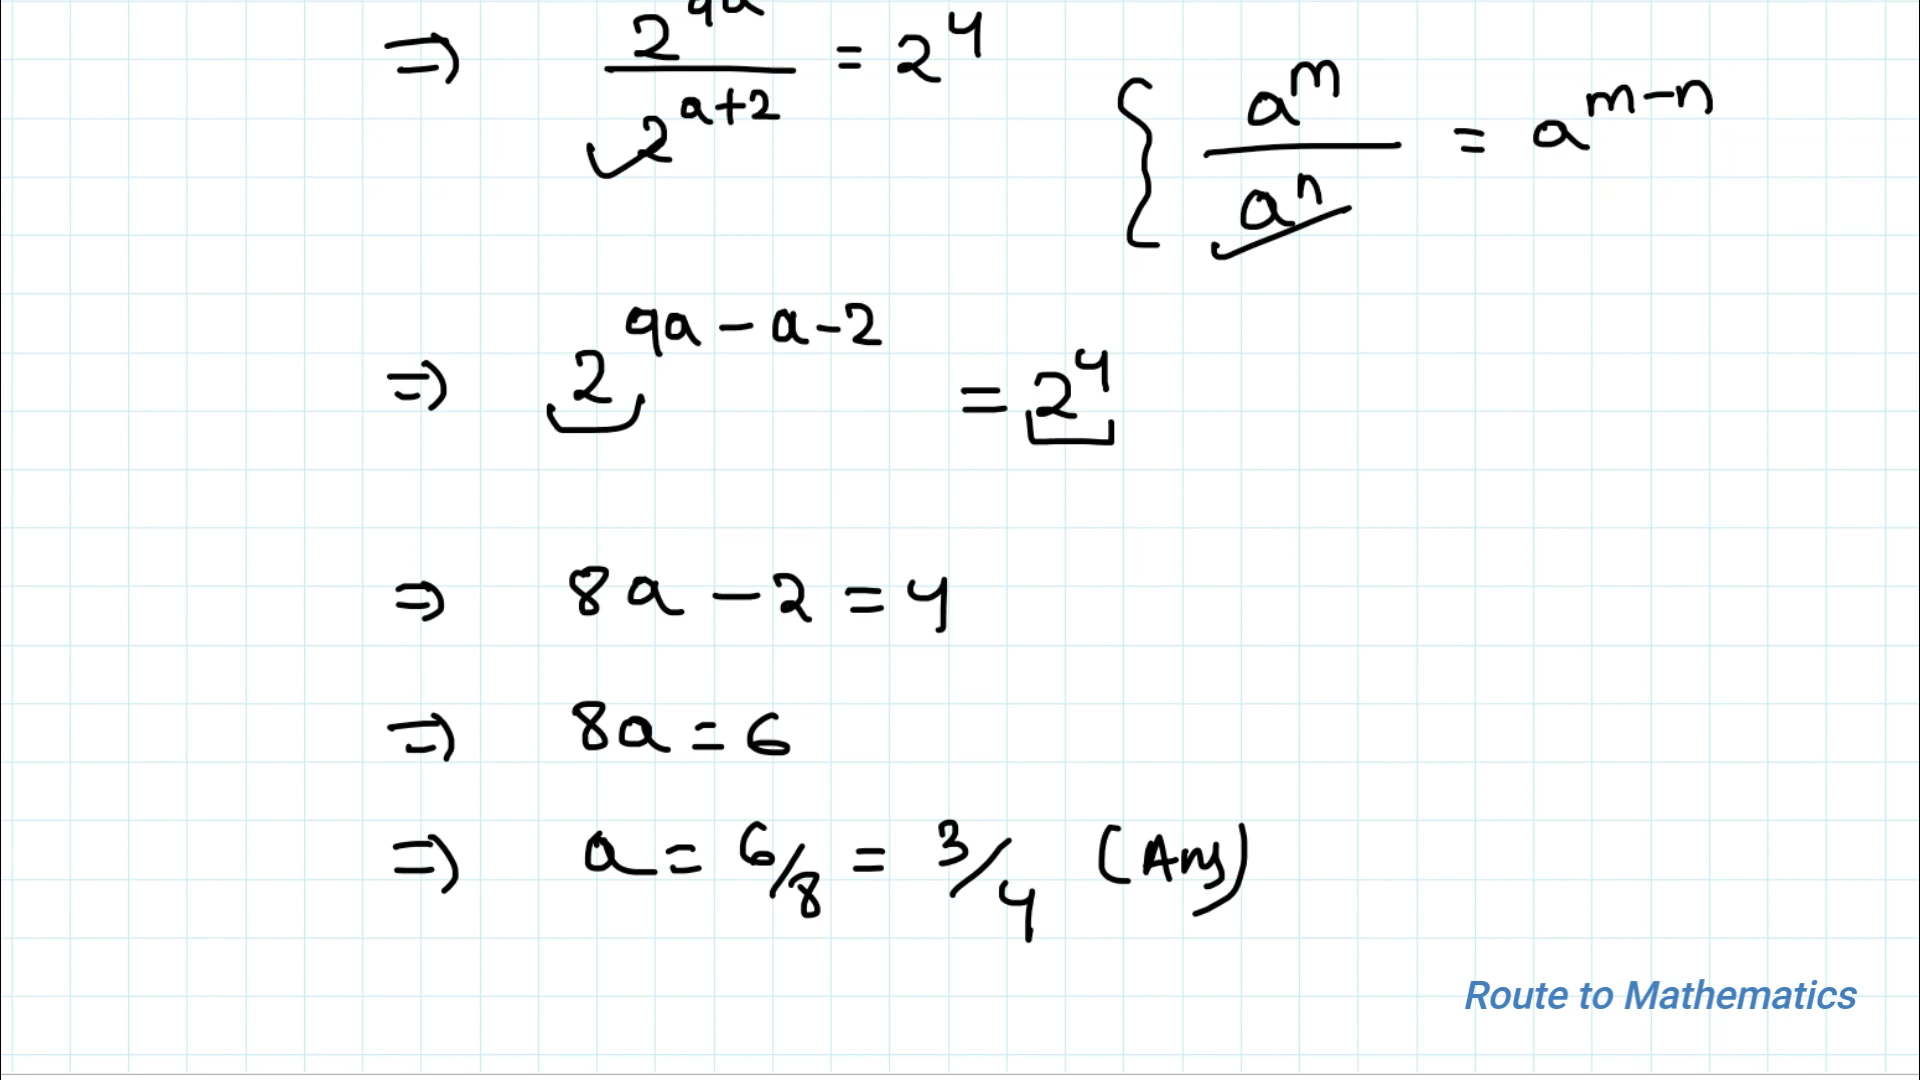 ⇒ 2^{9a} / 2^{a+2} = 2^4
{ a^m / a^n = a^{m-n}
⇒ 2^{9a-a-2} = 2^4
⇒ 8a - 2 = 4
⇒ 8a = 6
⇒ a = 6/8 = 3/4 (Ans)
Route to Mathematics